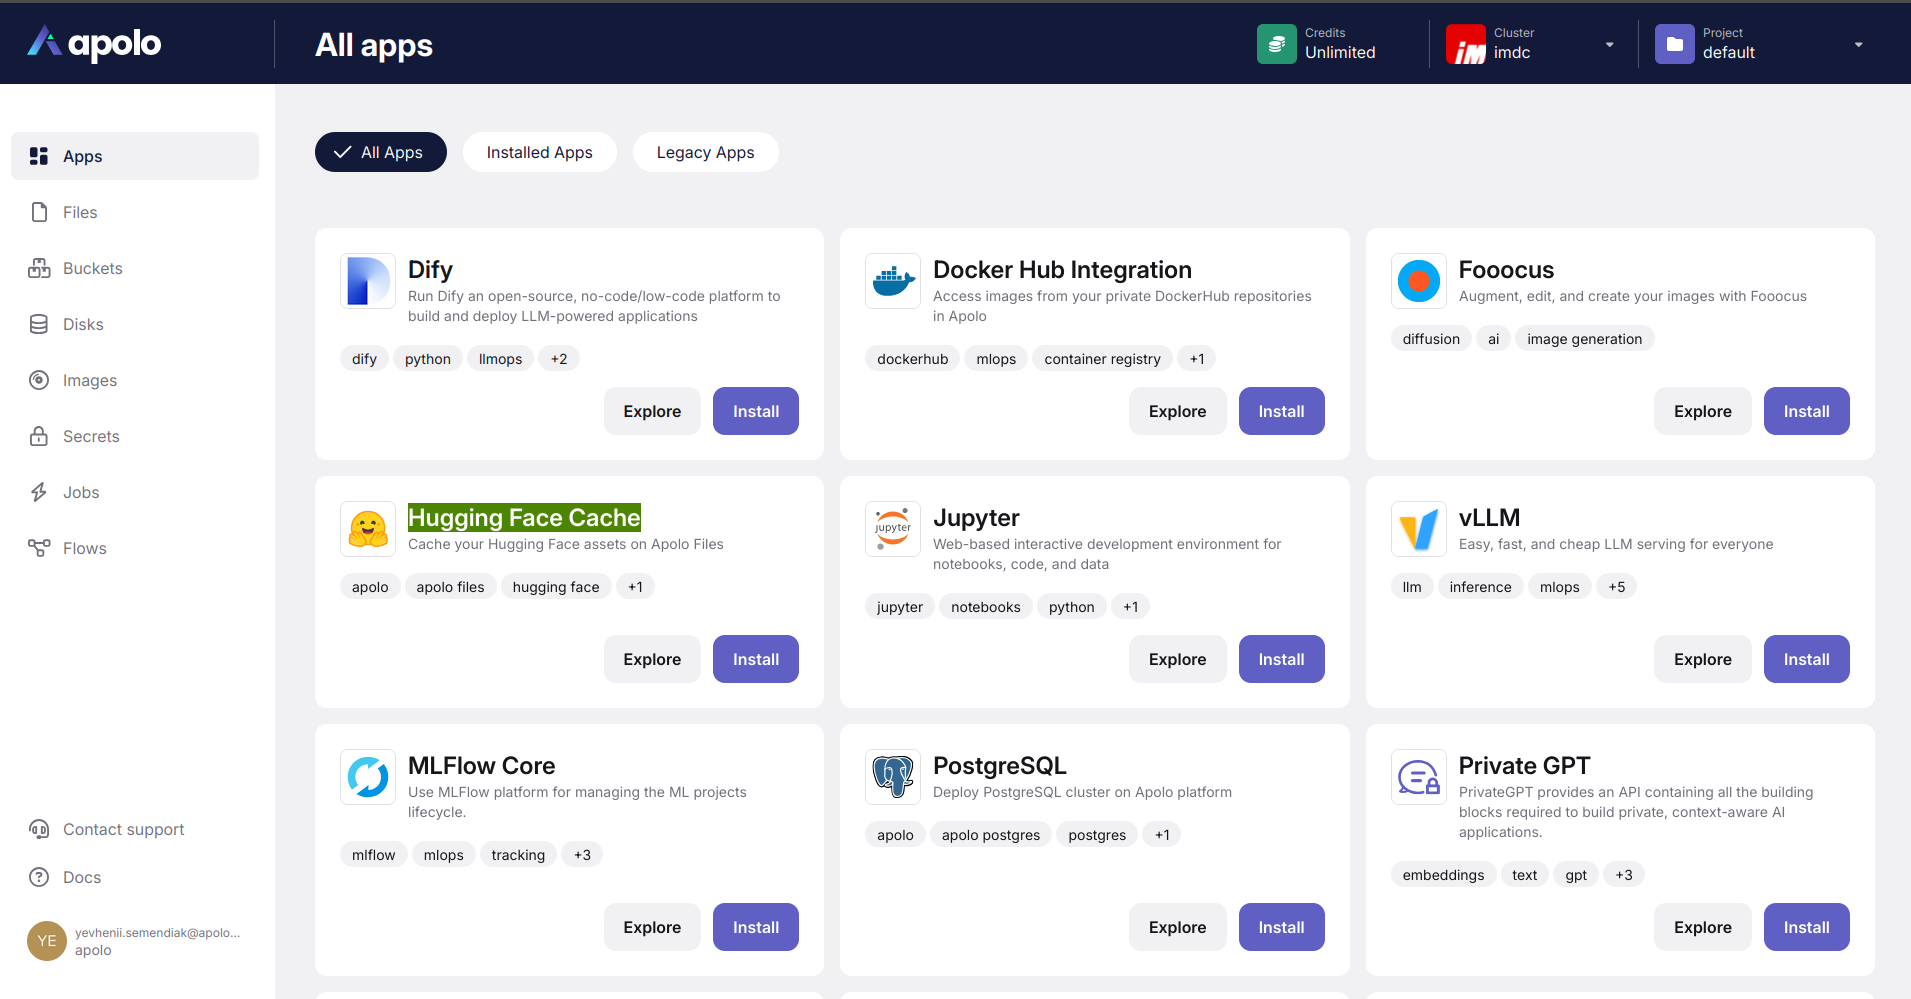 apolo
All apps
Credits
Unlimited
im
Cluster
imdc
Project
default
Apps
Files
Buckets
Disks
Images
Secrets
Jobs
Flows
Contact support
Docs
YE
yevhenii.semendiak@apolo...
apolo
All Apps
Installed Apps
Legacy Apps
Dify
Run Dify an open-source, no-code/low-code platform to
build and deploy LLM-powered applications
dify python llmops +2
Explore Install
Docker Hub Integration
Access images from your private DockerHub repositories
in Apolo
dockerhub mlops container registry +1
Explore Install
Fooocus
Augment, edit, and create your images with Fooocus
diffusion ai image generation
Explore Install
Hugging Face Cache
Cache your Hugging Face assets on Apolo Files
apolo apolo files hugging face +1
Explore Install
jupyter
Jupyter
Web-based interactive development environment for
notebooks, code, and data
jupyter notebooks python +1
Explore Install
vLLM
Easy, fast, and cheap LLM serving for everyone
llm inference mlops +5
Explore Install
MLFlow Core
Use MLFlow platform for managing the ML projects
lifecycle.
mlflow mlops tracking +3
Explore Install
PostgreSQL
Deploy PostgreSQL cluster on Apolo platform
apolo apolo postgres postgres +1
Explore Install
Private GPT
PrivateGPT provides an API containing all the building
blocks required to build private, context-aware AI
applications.
embeddings text gpt +3
Explore Install